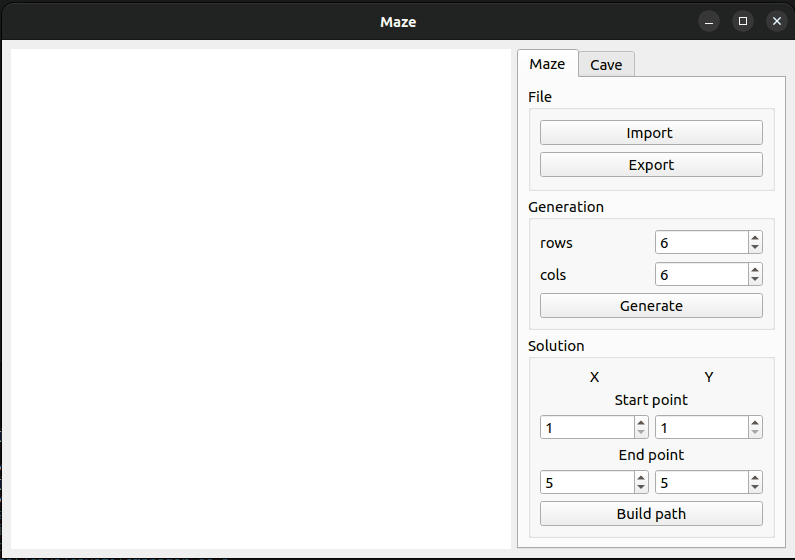 Maze
Maze Cave
File
Import
Export
Generation
rows 6
cols 6
Generate
Solution
X Y
Start point
1 1
End point
5 5
Build path